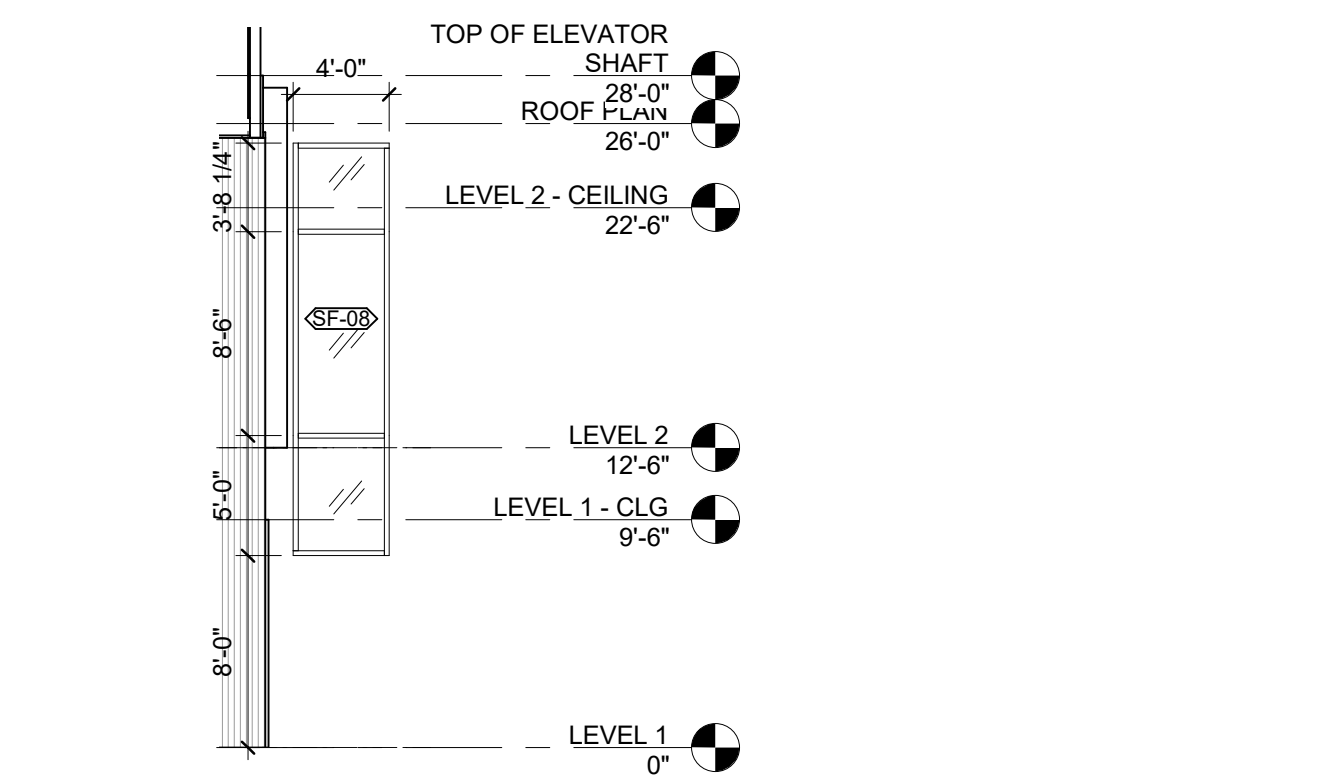 TOP OF ELEVATOR
SHAFT
28'-0"
4'-0"
ROOF PLAN
26'-0"
3'-8 1/4"
LEVEL 2 - CEILING
22'-6"
SF-08
8'-6"
LEVEL 2
12'-6"
5'-0"
LEVEL 1 - CLG
9'-6"
8'-0"
LEVEL 1
0"